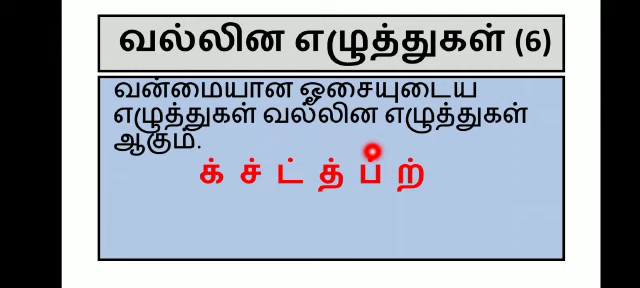 வல்லின எழுத்துகள் (6)
வன்மையான ஓசையுடைய
எழுத்துகள் வல்லின எழுத்துகள்
ஆகும்.
க் ச் ட் த் ப் ற்